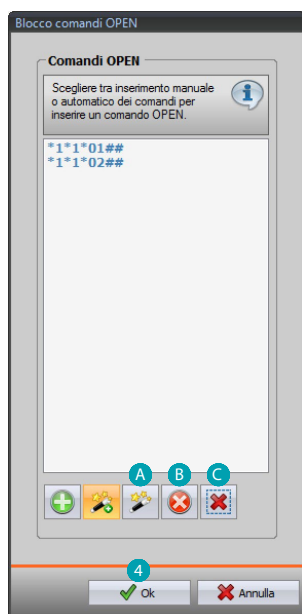 Blocco comandi OPEN
Comandi OPEN
Scegliere tra inserimento manuale
o automatico dei comandi per
inserire un comando OPEN.
*1*1*01##
*1*1*02##
A B C
4
Ok Annulla